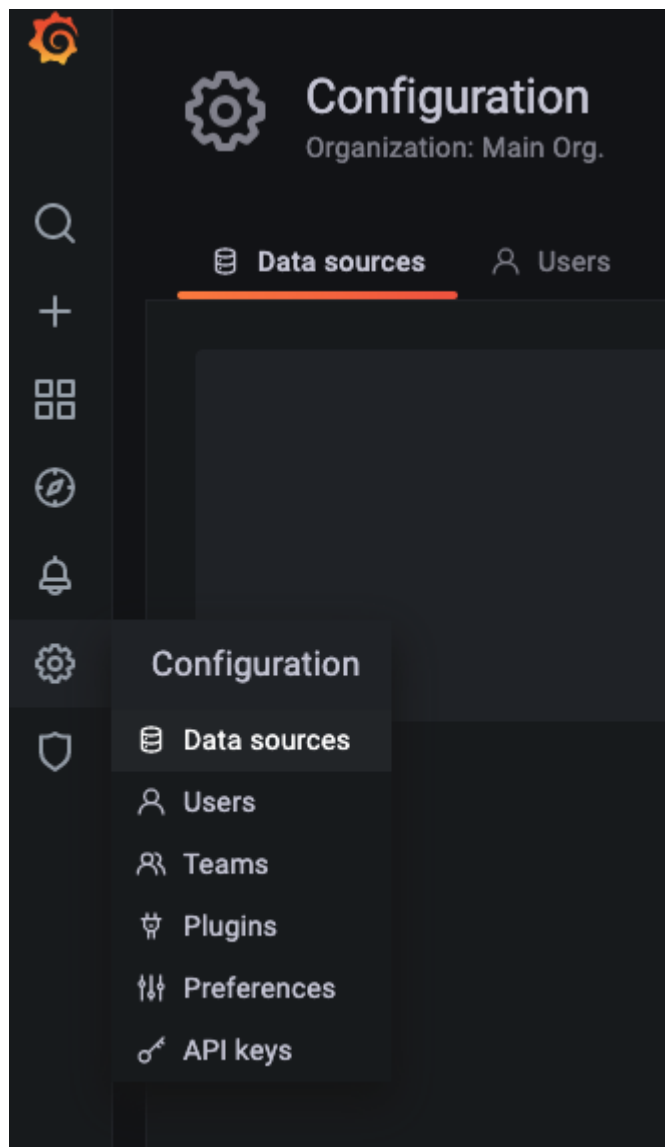 Configuration
Organization: Main Org.
Data sources Users
Configuration
Data sources
Users
Teams
Plugins
Preferences
API keys